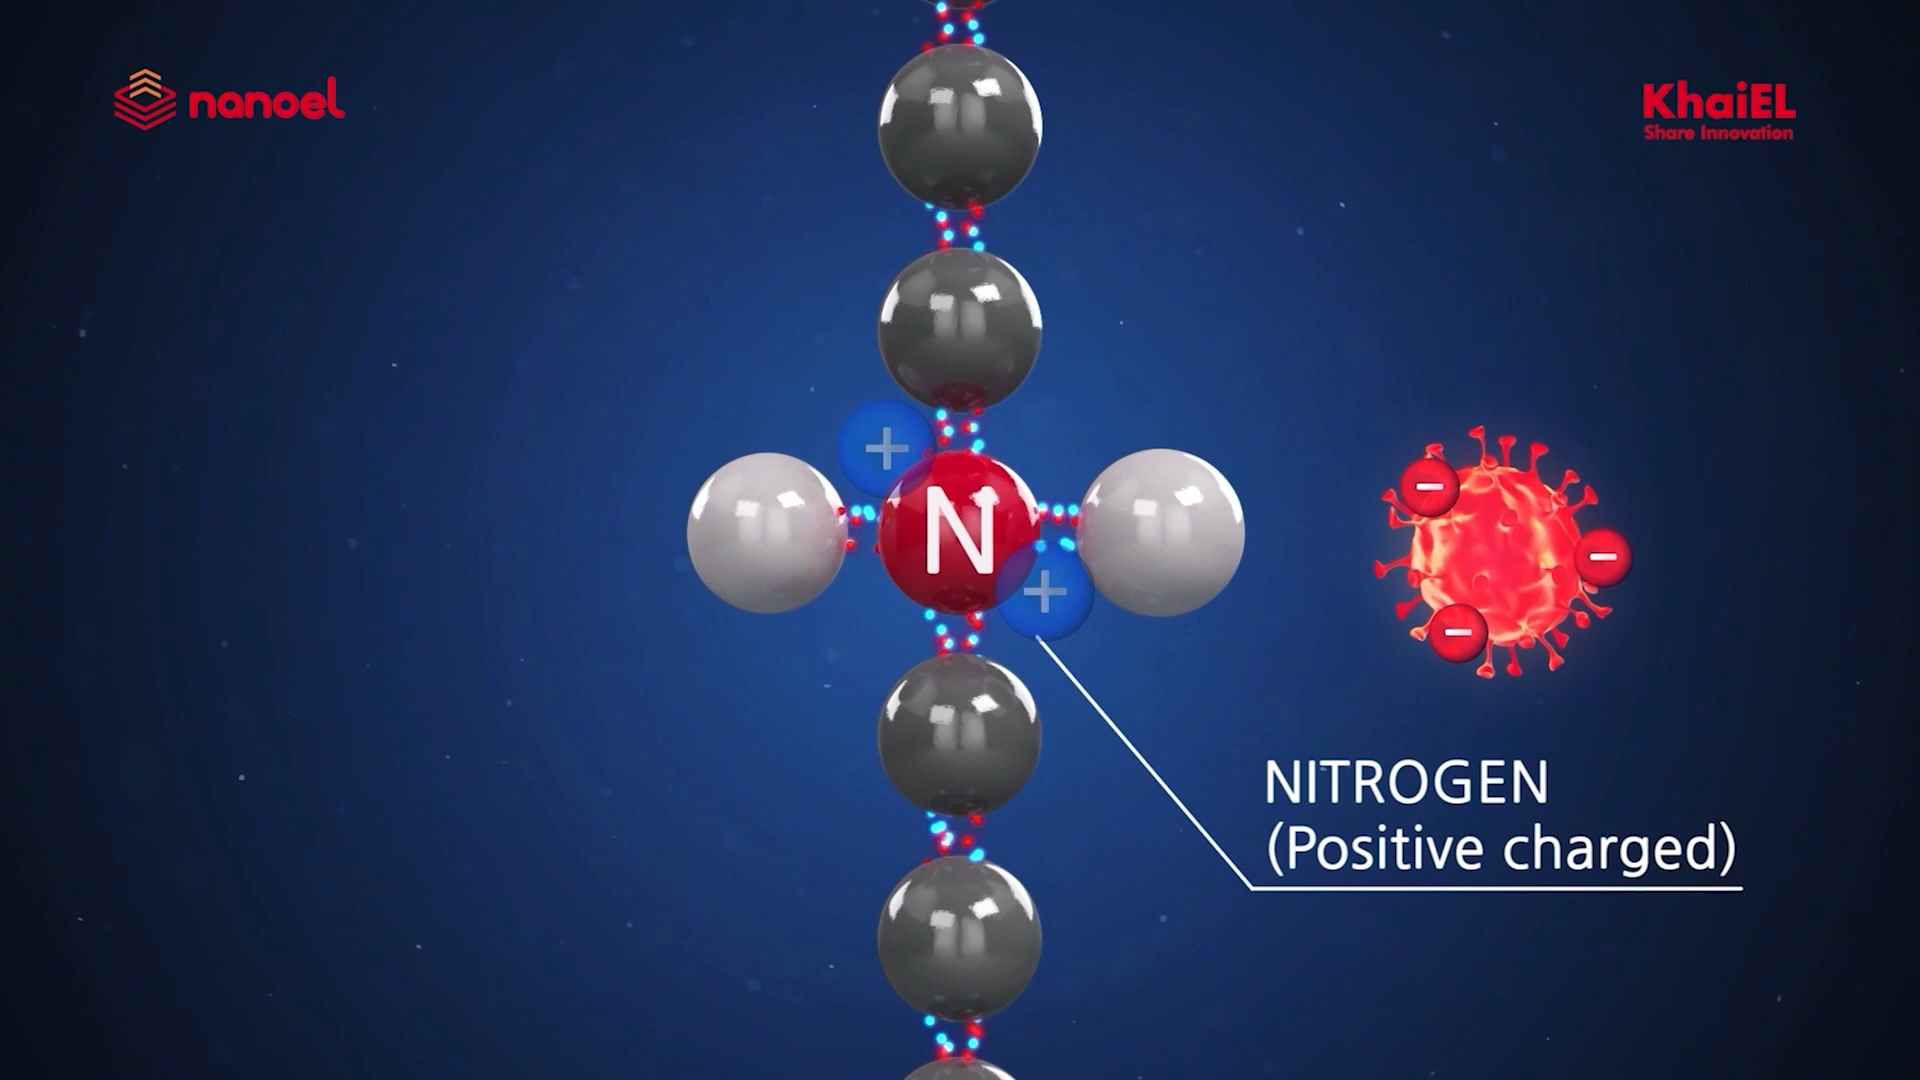 nanoel
KhaiEL
Share Innovation
+
N
+
-
-
-
NITROGEN
(Positive charged)